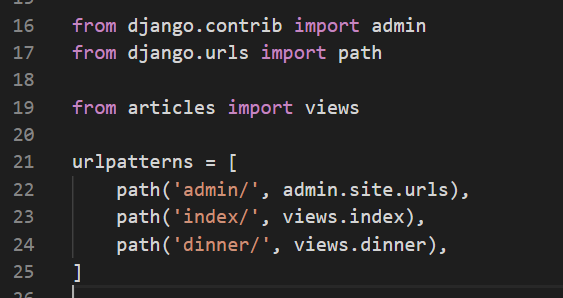 16 from django.contrib import admin
17 from django.urls import path
18
19 from articles import views
20
21 urlpatterns = [
22     path('admin/', admin.site.urls),
23     path('index/', views.index),
24     path('dinner/', views.dinner),
25 ]